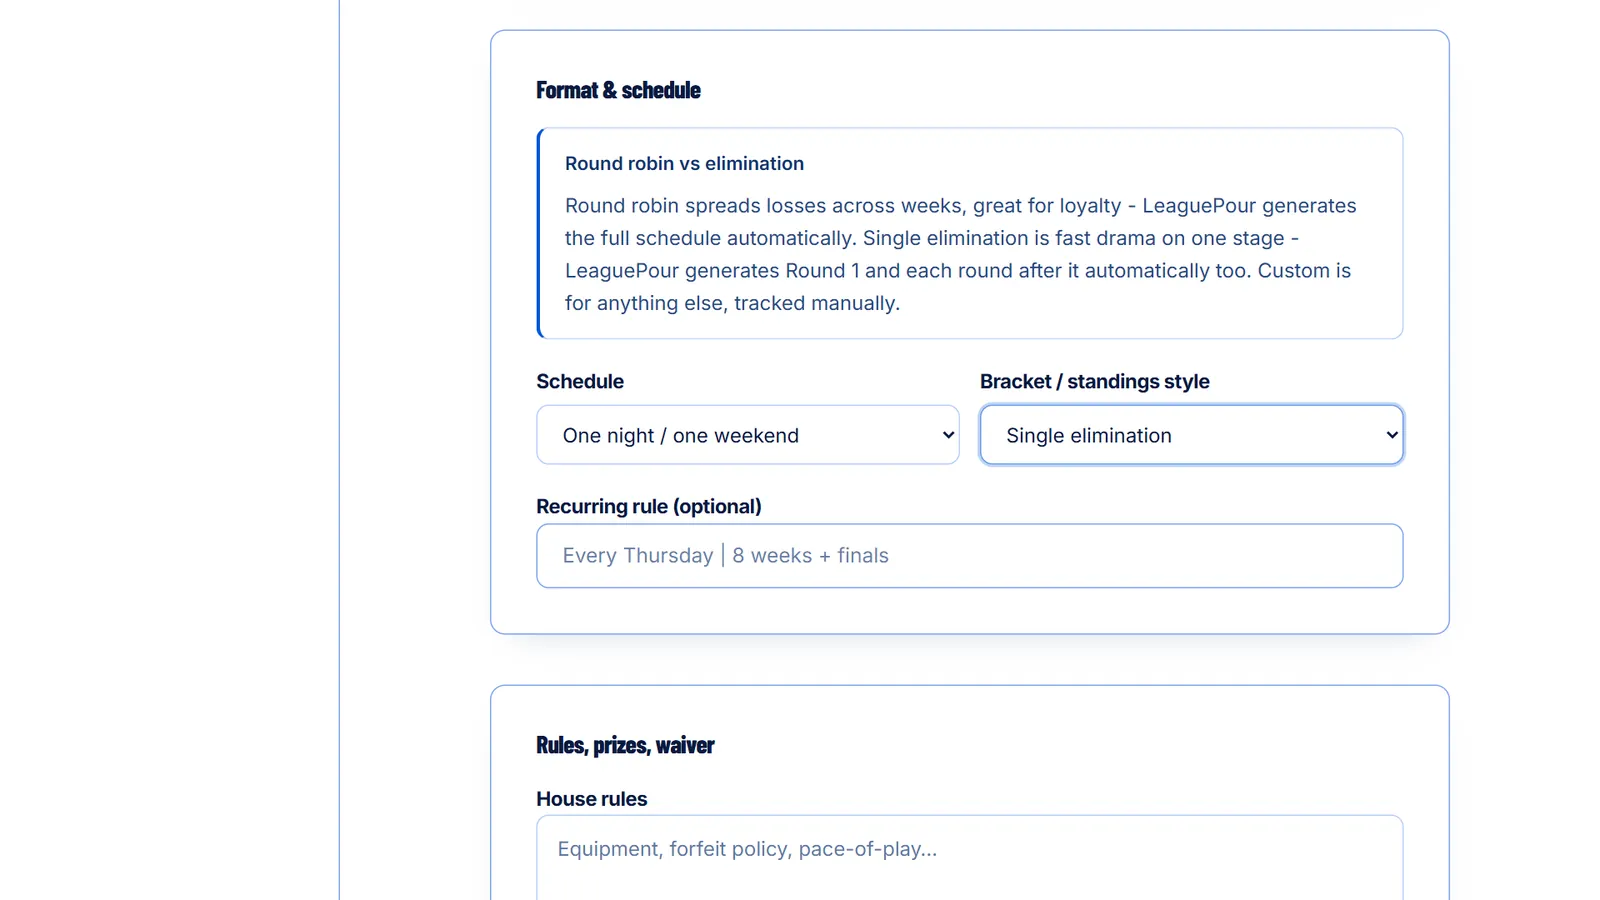 Format & schedule
Round robin vs elimination
Round robin spreads losses across weeks, great for loyalty - LeaguePour generates
the full schedule automatically. Single elimination is fast drama on one stage -
LeaguePour generates Round 1 and each round after it automatically too. Custom is
for anything else, tracked manually.
Schedule
Bracket / standings style
One night / one weekend
Single elimination
Recurring rule (optional)
Every Thursday | 8 weeks + finals
Rules, prizes, waiver
House rules
Equipment, forfeit policy, pace-of-play...